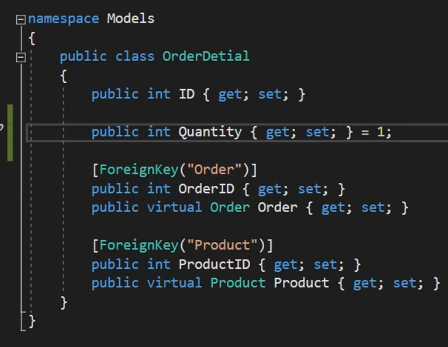 namespace Models
{
public class OrderDetial
{
public int ID { get; set; }
public int Quantity { get; set; } = 1;
[ForeignKey("Order")]
public int OrderID { get; set; }
public virtual Order Order { get; set; }
[ForeignKey("Product")]
public int ProductID { get; set; }
public virtual Product Product { get; set; }
}
}